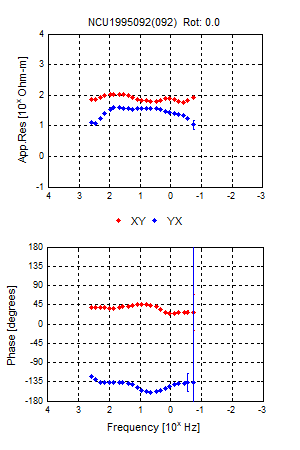 NCU1995092(092) Rot: 0.0
App.Res [10ˣ Ohm-m]
4
3
2
1
0
-1
4 3 2 1 0 -1 -2 -3
XY YX
Phase [degrees]
180
135
90
45
0
-45
-90
-135
-180
4 3 2 1 0 -1 -2 -3
Frequency [10ˣ Hz]